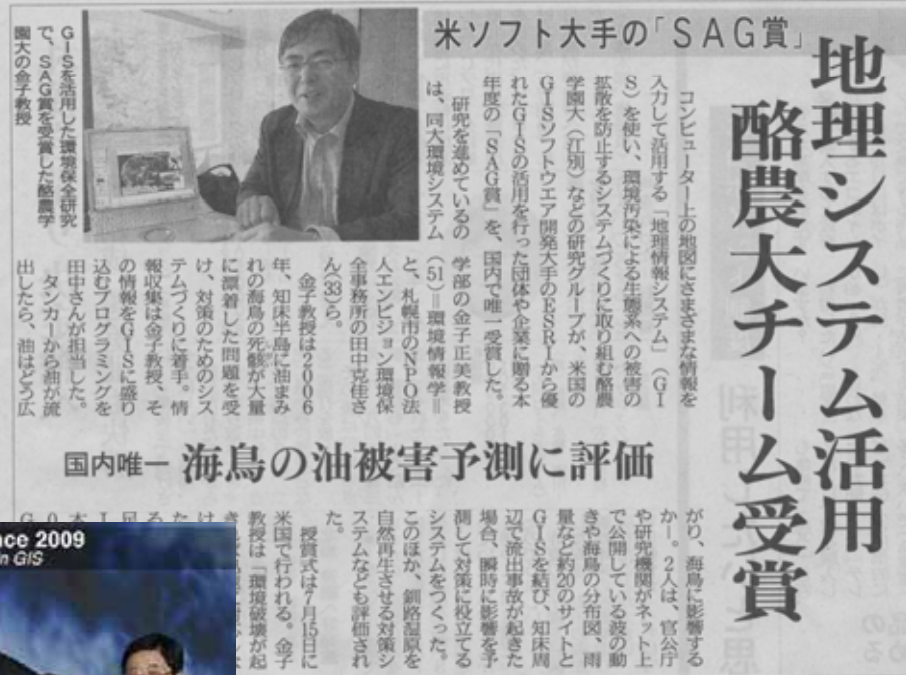 米ソフト大手の「SAG賞」
地理システム活用
酪農大チーム受賞
コンピューター上の地図にさまざまな情報を
入力して活用する「地理情報システム」(GI
S)を使い、環境汚染による生態系への被害の
拡散を防止するシステムづくりに取り組む酪農
学園大(江別)などの研究グループが、米国の
GISソフトウエア開発大手のESRIから優
れたGISの活用を行った団体や企業に贈る本
年度の「SAG賞」を、国内で唯一受賞した。
研究を進めているの
は、同大環境システム
学部の金子正美教授
(51)=環境情報学=
と、札幌市のNPO法
人エンビジョン環境保
全事務所の田中克佳さ
ん(33)ら。
金子教授は2006
年、知床半島に油まみ
れの海鳥の死骸が大量
に漂着した問題を受
け、対策のためのシス
テムづくりに着手。情
報収集は金子教授、そ
の情報をGISに盛り
込むプログラミングを
田中さんが担当した。
タンカーから油が流
出したら、油はどう広
GISを活用した環境保全研究
で、SAG賞を受賞した酪農学
園大の金子教授
国内唯一 海鳥の油被害予測に評価
がり、海鳥に影響する
か―。2人は、官公庁
や研究機関がネット上
で公開している波の動
きや海鳥の分布図、雨
量など約20のサイトと
GISを結び、知床周
辺で流出事故が起きた
場合、瞬時に影響を予
測して対策に役立てる
システムをつくった。
このほか、釧路湿原を
自然再生させる対策シ
ステムなども評価され
た。
授賞式は7月15日に
米国で行われる。金子
教授は「環境破壊が起
nce 2009
in GIS